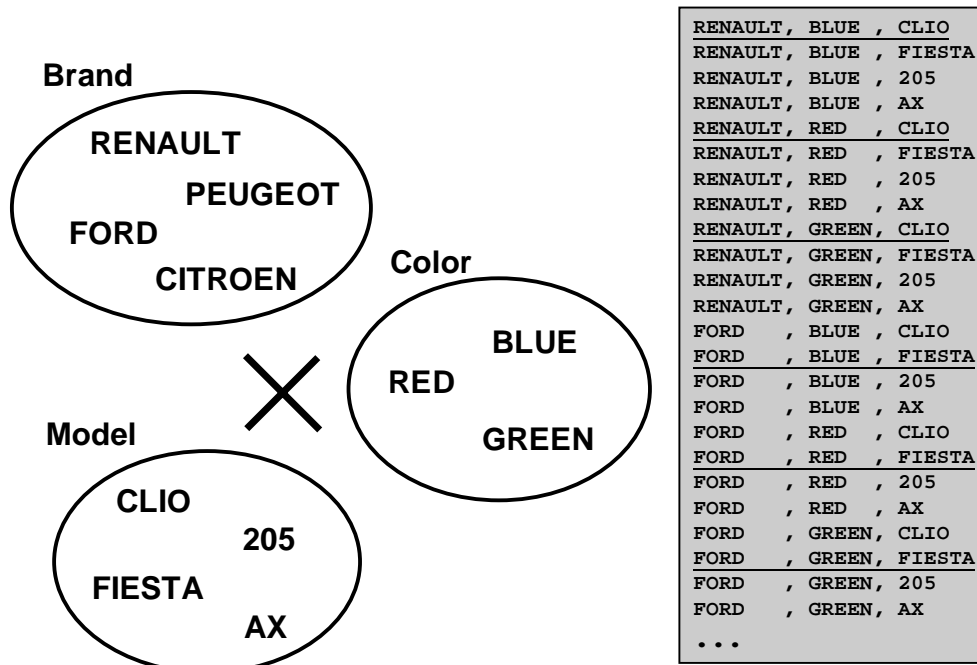 Brand
RENAULT
PEUGEOT
FORD
CITROEN
Color
BLUE
RED
GREEN
Model
CLIO
205
FIESTA
AX
RENAULT, BLUE , CLIO
RENAULT, BLUE , FIESTA
RENAULT, BLUE , 205
RENAULT, BLUE , AX
RENAULT, RED , CLIO
RENAULT, RED , FIESTA
RENAULT, RED , 205
RENAULT, RED , AX
RENAULT, GREEN, CLIO
RENAULT, GREEN, FIESTA
RENAULT, GREEN, 205
RENAULT, GREEN, AX
FORD , BLUE , CLIO
FORD , BLUE , FIESTA
FORD , BLUE , 205
FORD , BLUE , AX
FORD , RED , CLIO
FORD , RED , FIESTA
FORD , RED , 205
FORD , RED , AX
FORD , GREEN, CLIO
FORD , GREEN, FIESTA
FORD , GREEN, 205
FORD , GREEN, AX
...